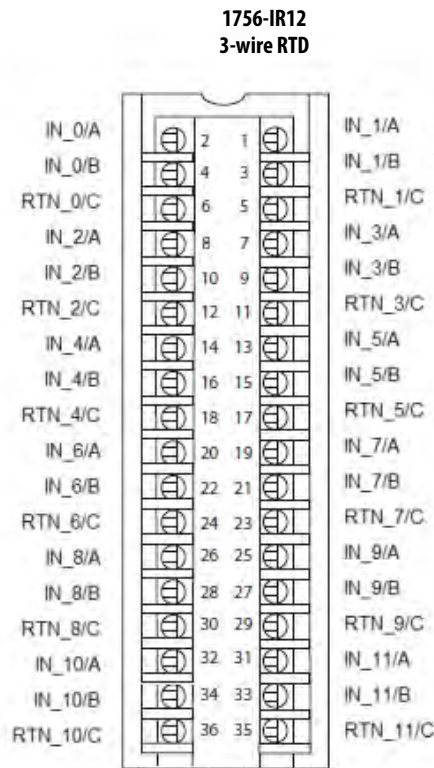 1756-IR12
3-wire RTD
IN_0/A 2 1 IN_1/A
IN_0/B 4 3 IN_1/B
RTN_0/C 6 5 RTN_1/C
IN_2/A 8 7 IN_3/A
IN_2/B 10 9 IN_3/B
RTN_2/C 12 11 RTN_3/C
IN_4/A 14 13 IN_5/A
IN_4/B 16 15 IN_5/B
RTN_4/C 18 17 RTN_5/C
IN_6/A 20 19 IN_7/A
IN_6/B 22 21 IN_7/B
RTN_6/C 24 23 RTN_7/C
IN_8/A 26 25 IN_9/A
IN_8/B 28 27 IN_9/B
RTN_8/C 30 29 RTN_9/C
IN_10/A 32 31 IN_11/A
IN_10/B 34 33 IN_11/B
RTN_10/C 36 35 RTN_11/C